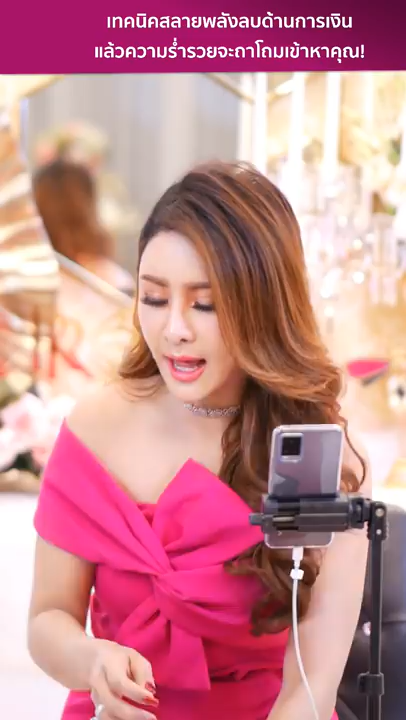 เทคนิคสลายพลังลบด้านการเงิน
แล้วความร่ำรวยจะถาโถมเข้าหาคุณ!